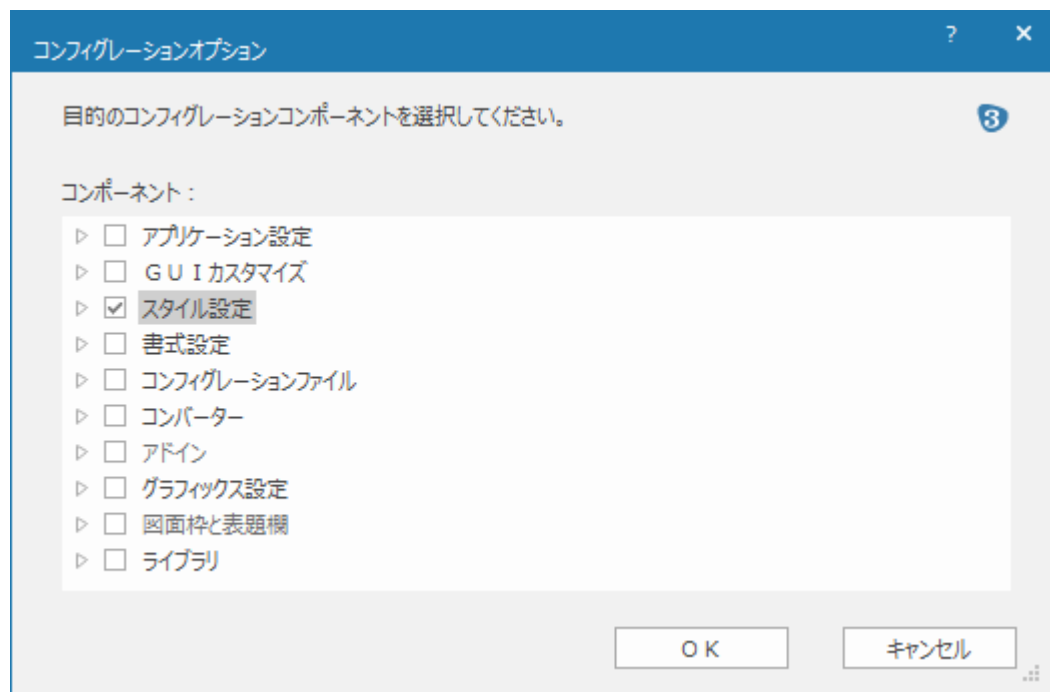 コンフィグレーションオプション
目的のコンフィグレーションコンポーネントを選択してください。
3
コンポーネント：
アプリケーション設定
ＧＵＩカスタマイズ
スタイル設定
書式設定
コンフィグレーションファイル
コンバーター
アドイン
グラフィックス設定
図面枠と表題欄
ライブラリ
ＯＫ キャンセル